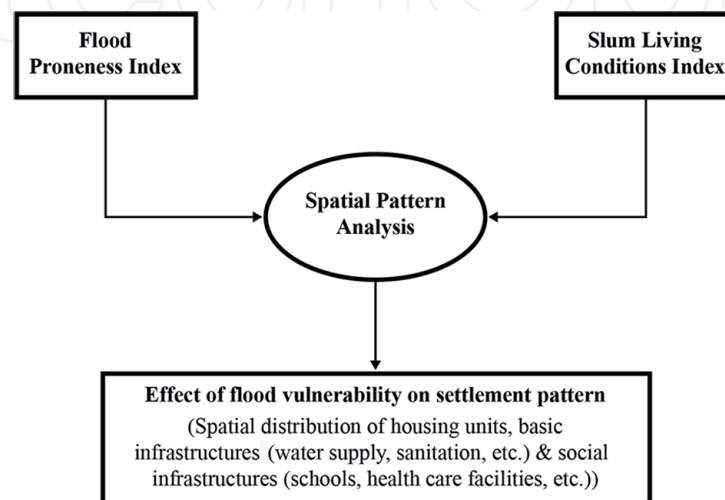 Flood
Proneness Index
Slum Living
Conditions Index
Spatial Pattern
Analysis
Effect of flood vulnerability on settlement pattern
(Spatial distribution of housing units, basic
infrastructures (water supply, sanitation, etc.) & social
infrastructures (schools, health care facilities, etc.))